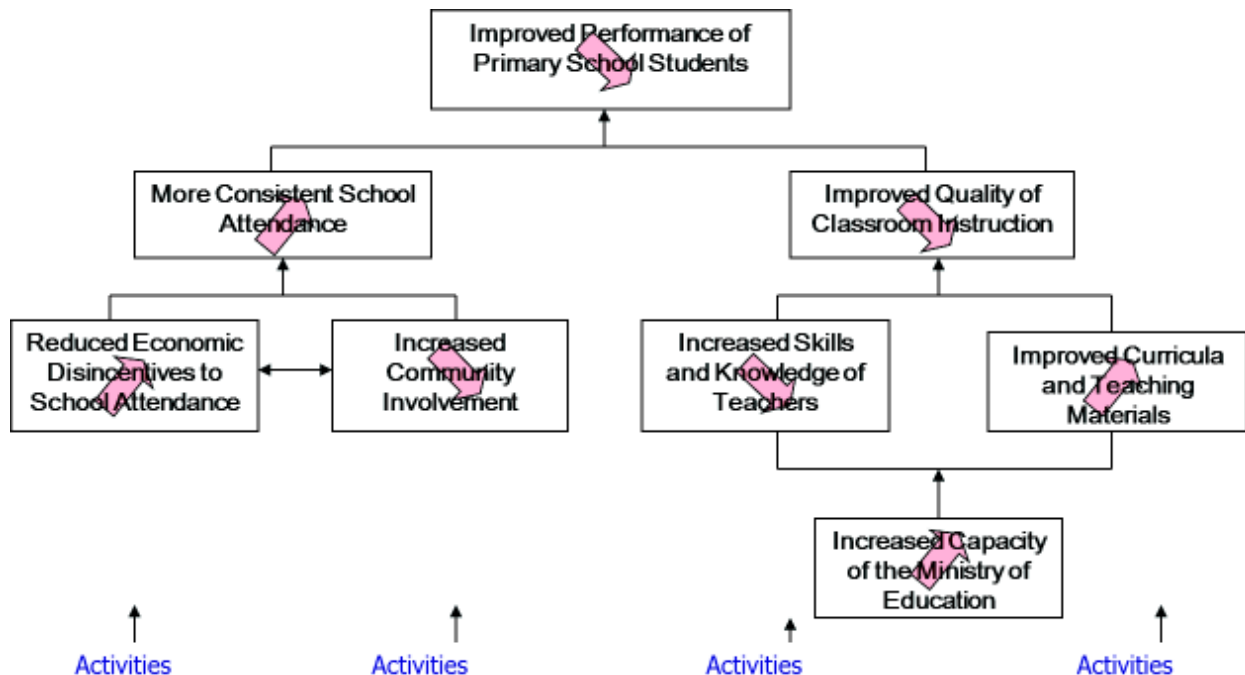 Improved Performance of
Primary School Students
More Consistent School
Attendance
Improved Quality of
Classroom Instruction
Reduced Economic
Disincentives to
School Attendance
Increased
Community
Involvement
Increased Skills
and Knowledge of
Teachers
Improved Curricula
and Teaching
Materials
Increased Capacity
of the Ministry of
Education
Activities
Activities
Activities
Activities